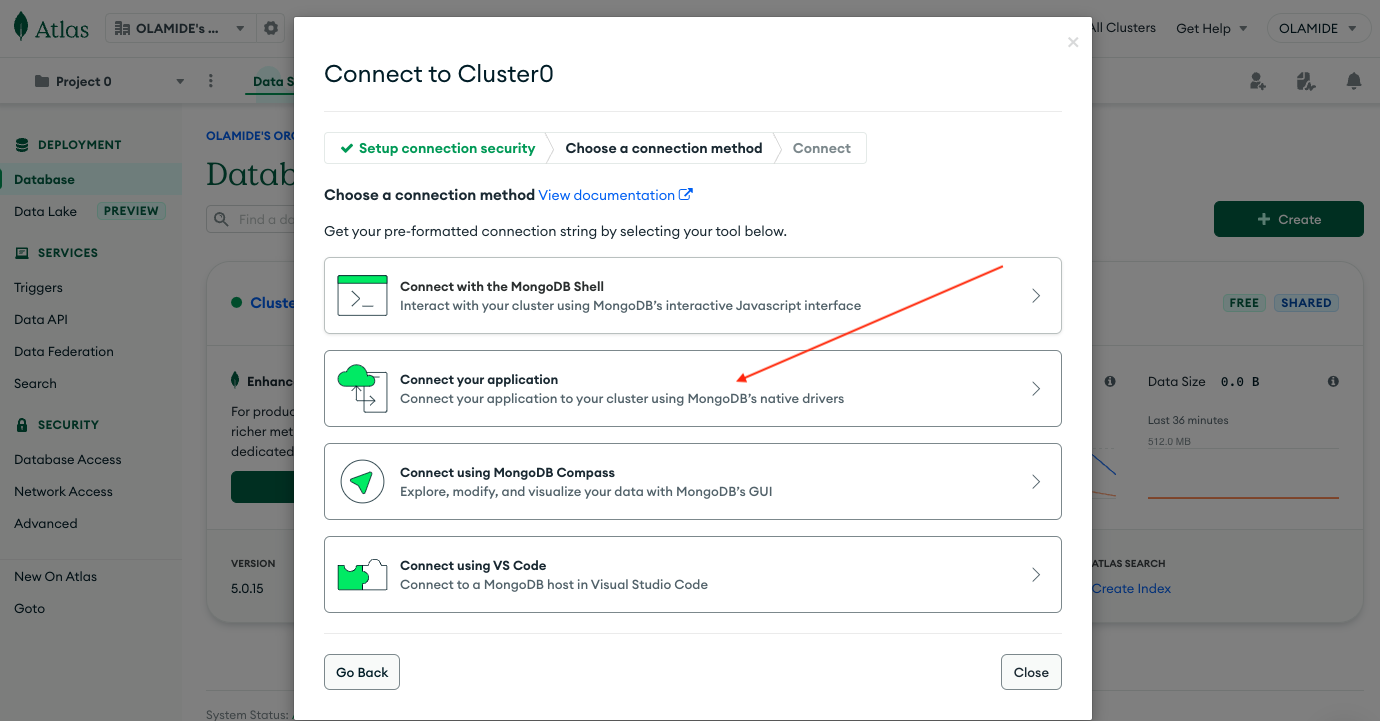 Atlas
OLAMIDE's ...
All Clusters
Get Help
OLAMIDE
Project 0
Data S
Connect to Cluster0
Setup connection security
Choose a connection method
Connect
Choose a connection method View documentation
Get your pre-formatted connection string by selecting your tool below.
Connect with the MongoDB Shell
Interact with your cluster using MongoDB's interactive Javascript interface
Connect your application
Connect your application to your cluster using MongoDB's native drivers
Connect using MongoDB Compass
Explore, modify, and visualize your data with MongoDB's GUI
Connect using VS Code
Connect to a MongoDB host in Visual Studio Code
Go Back
Close
DEPLOYMENT
Database
Data Lake PREVIEW
SERVICES
Triggers
Data API
Data Federation
Search
SECURITY
Database Access
Network Access
Advanced
New On Atlas
Goto
OLAMIDE'S ORG
Datab
Find a da
+ Create
Cluste
FREE SHARED
Enhanc
For produc
richer met
dedicated
Data Size 0.0 B
Last 36 minutes
512.0 MB
VERSION
5.0.15
ATLAS SEARCH
Create Index
System Status: